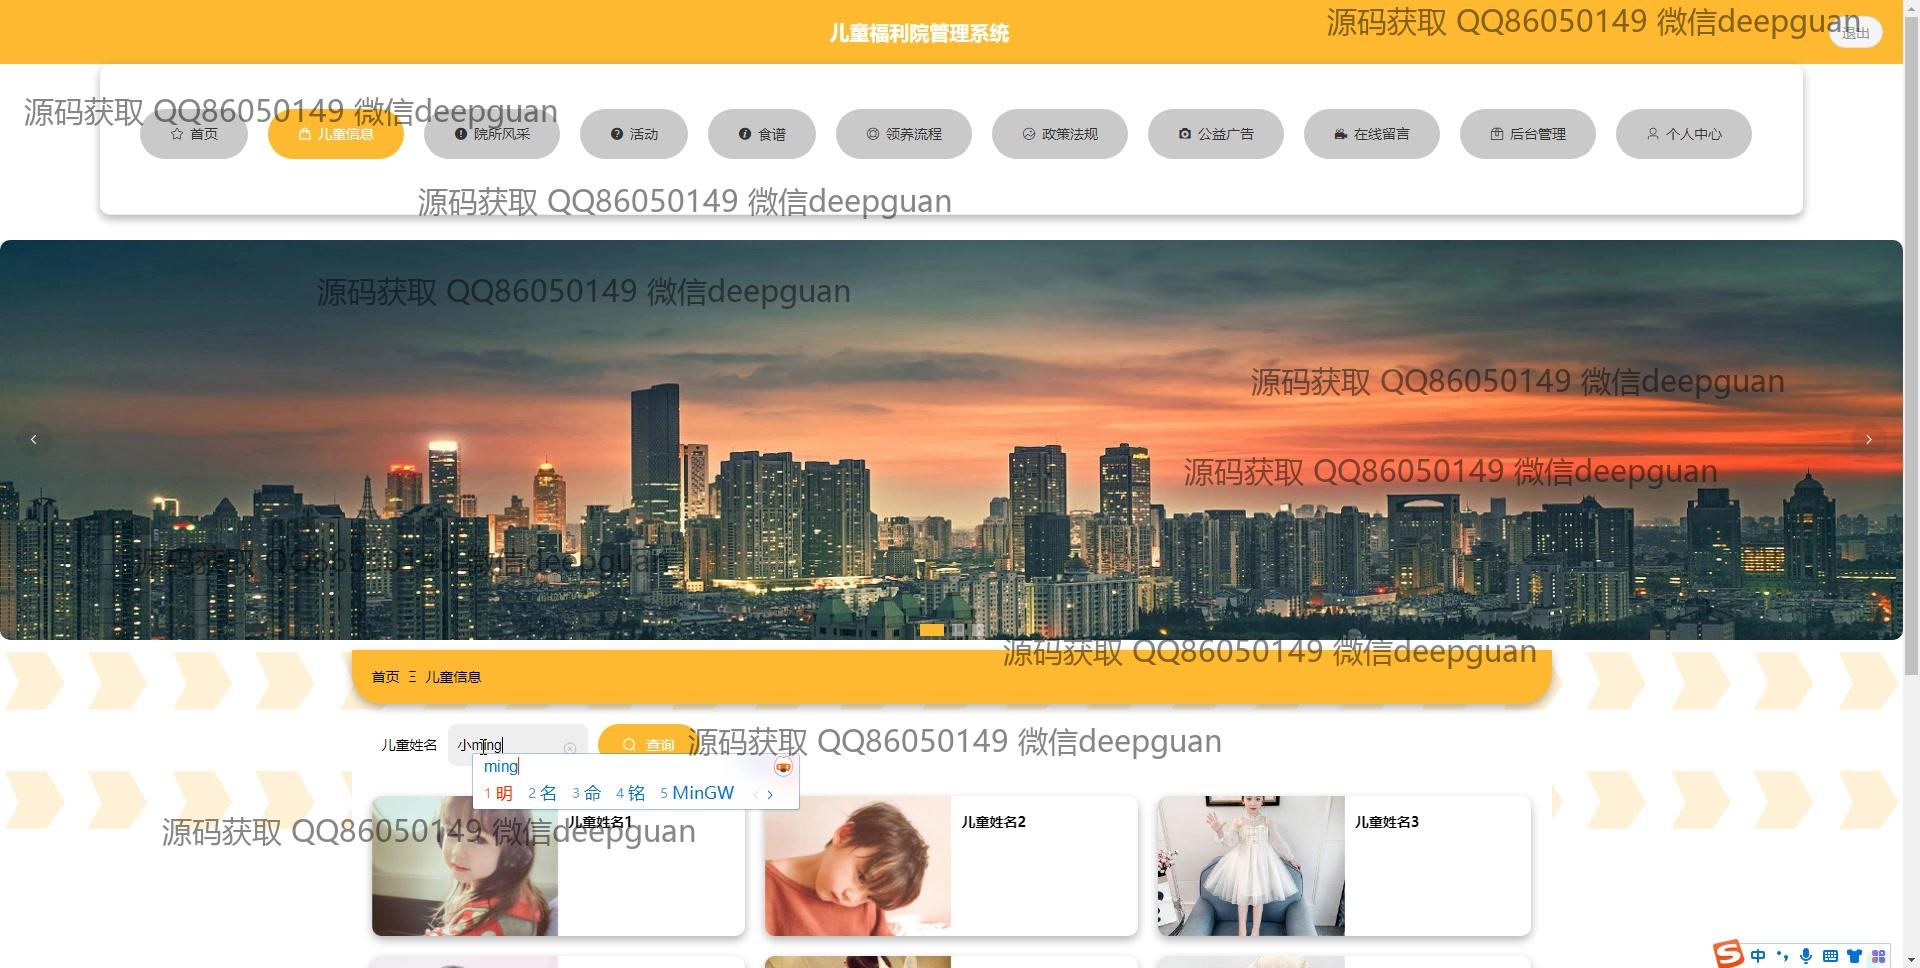 儿童福利院管理系统
源码获取 QQ86050149 微信deepguan
退出
源码获取 QQ86050149 微信deepguan
首页 儿童信息 院所风采 活动 食谱 领养流程 政策法规 公益广告 在线留言 后台管理 个人中心
源码获取 QQ86050149 微信deepguan
源码获取 QQ86050149 微信deepguan
源码获取 QQ86050149 微信deepguan
源码获取 QQ86050149 微信deepguan
源码获取 QQ86050149 微信deepguan
源码获取 QQ86050149 微信deepguan
首页 Ξ 儿童信息
儿童姓名 小ming 查询
源码获取 QQ86050149 微信deepguan
ming
1 明 2 名 3 命 4 铭 5 MinGW
儿童姓名1 儿童姓名2 儿童姓名3
源码获取 QQ86050149 微信deepguan
S 中